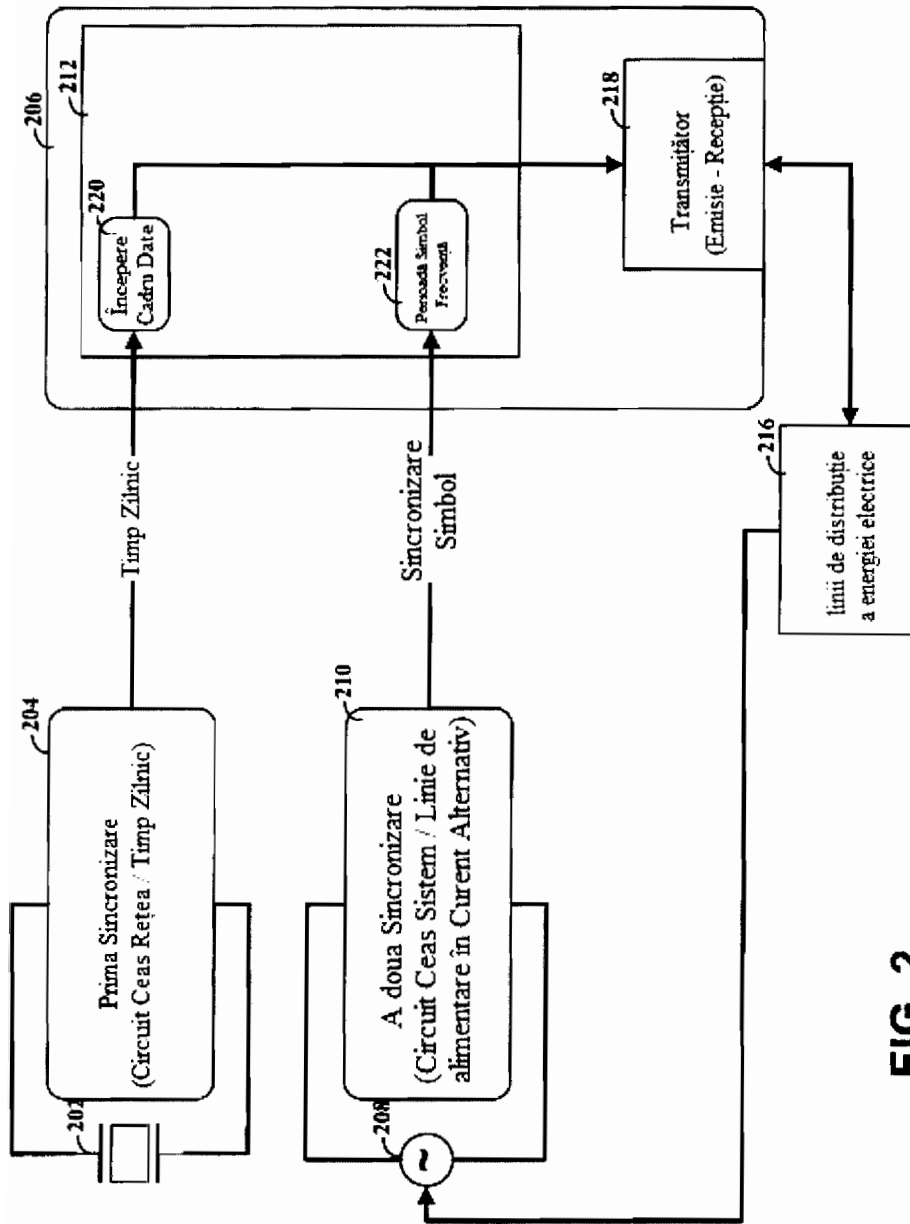 202
204
Prima Sincronizare
(Circuit Ceas Rețea / Timp Zilnic)
Timp Zilnic
206
212
220
Începere
Cadru Date
208
210
A doua Sincronizare
(Circuit Ceas Sistem / Linie de
alimentare în Curent Alternativ)
~
Sincronizare
Simbol
222
Perioadă Simbol
Frecvență
218
Transmițător
(Emisie - Recepție)
216
linii de distribuție
a energiei electrice
FIG. 2